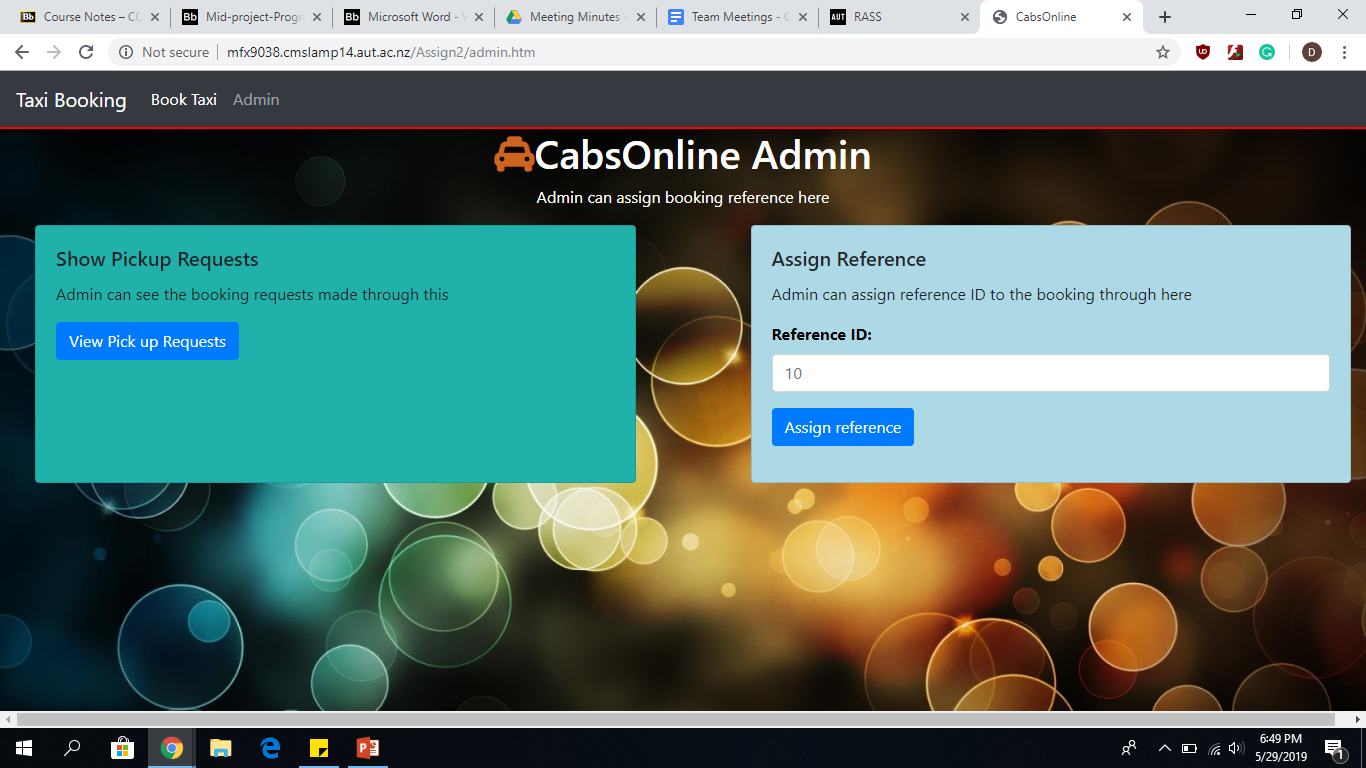 Course Notes – CC
Mid-project-Progr
Microsoft Word -
Meeting Minutes -
Team Meetings - G
AUT
RASS
CabsOnline
Not secure
mfx9038.cmslamp14.aut.ac.nz/Assign2/admin.htm
D
Taxi Booking
Book Taxi
Admin
CabsOnline Admin
Admin can assign booking reference here
Show Pickup Requests
Admin can see the booking requests made through this
View Pick up Requests
Assign Reference
Admin can assign reference ID to the booking through here
Reference ID:
10
Assign reference
6:49 PM
5/29/2019
1